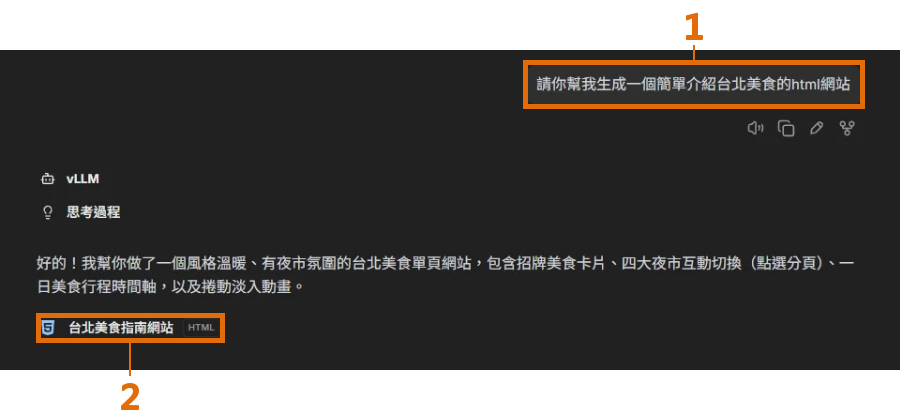 1
請你幫我生成一個簡單介紹台北美食的html網站
vLLM
思考過程
好的！我幫你做了一個風格溫暖、有夜市氛圍的台北美食單頁網站，包含招牌美食卡片、四大夜市互動切換（點選分頁）、一
日美食行程時間軸，以及捲動淡入動畫。
台北美食指南網站 HTML
2